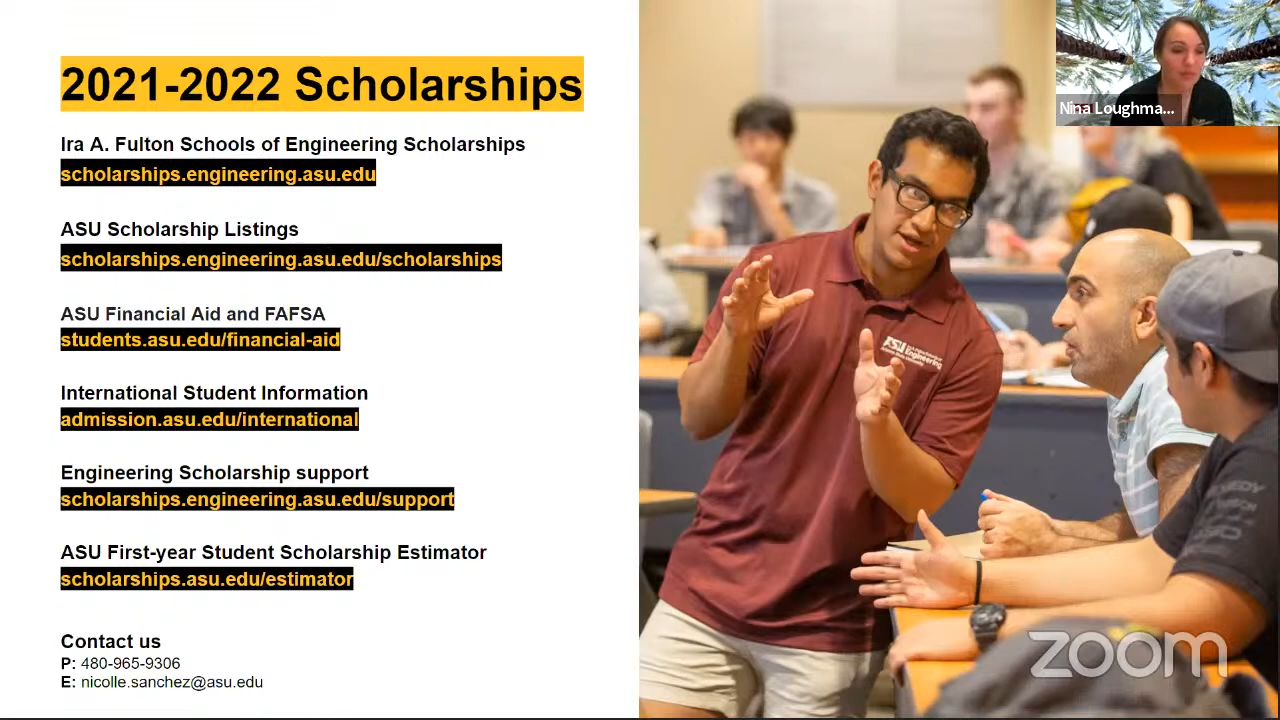 2021-2022 Scholarships
Ira A. Fulton Schools of Engineering Scholarships
scholarships.engineering.asu.edu
ASU Scholarship Listings
scholarships.engineering.asu.edu/scholarships
ASU Financial Aid and FAFSA
students.asu.edu/financial-aid
International Student Information
admission.asu.edu/international
Engineering Scholarship support
scholarships.engineering.asu.edu/support
ASU First-year Student Scholarship Estimator
scholarships.asu.edu/estimator
Contact us
P: 480-965-9306
E: nicolle.sanchez@asu.edu
Nina Loughma...
ASU
Engineering
zoom